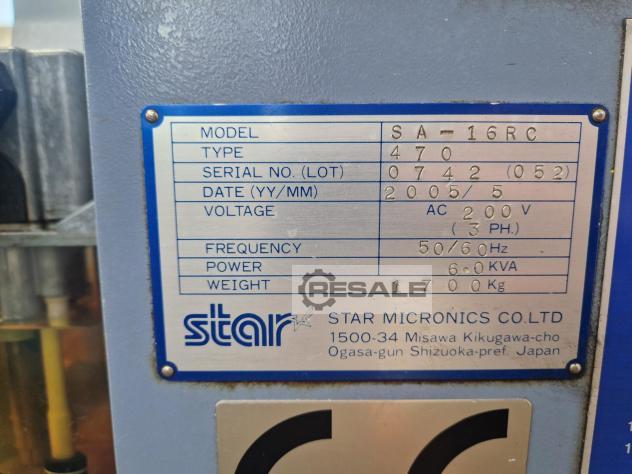 MODEL SA-16RC
TYPE 470
SERIAL NO. (LOT) 0742 (052)
DATE (YY/MM) 2005/5
VOLTAGE AC 200 V
(3 PH.)
FREQUENCY 50/60Hz
POWER 6.0KVA
WEIGHT 1700Kg
RESALE
star STAR MICRONICS CO.LTD
1500-34 Misawa Kikugawa-cho
Ogasa-gun Shizuoka-pref. Japan
CE